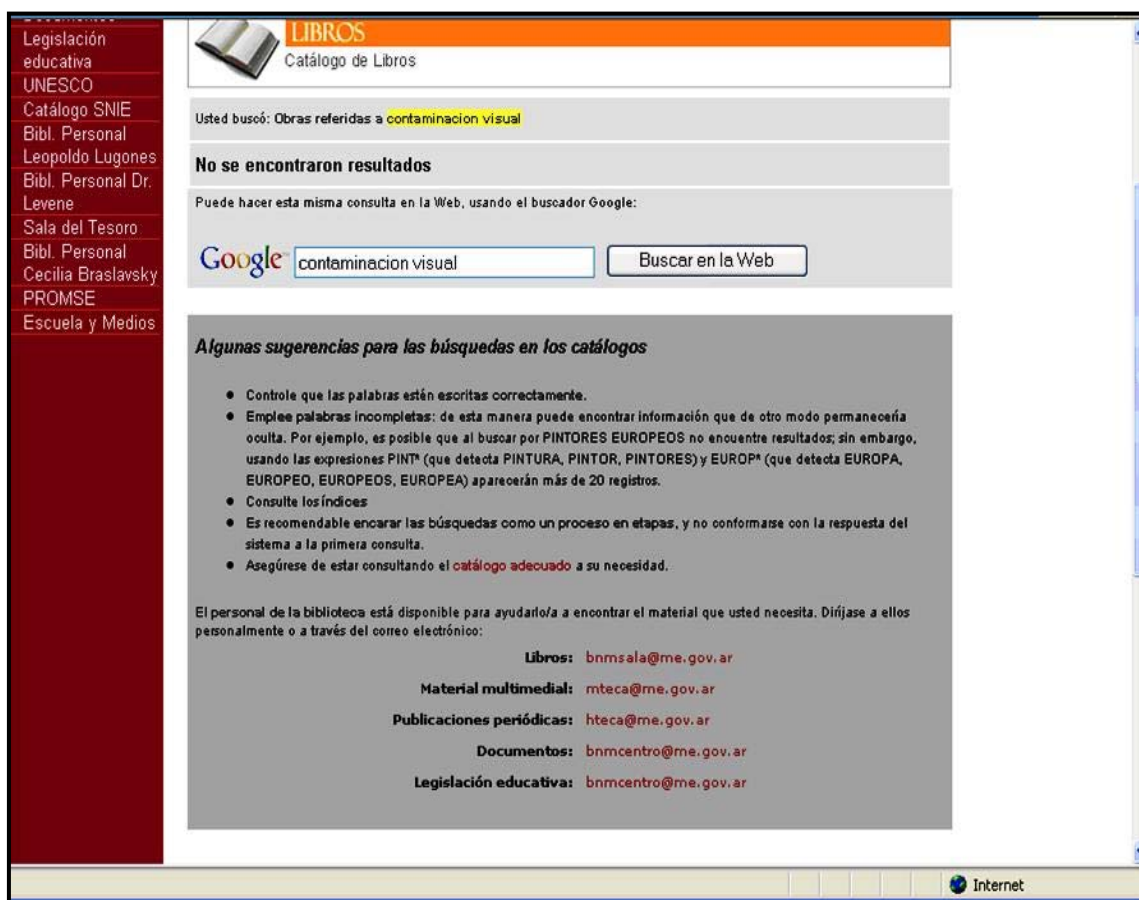 Documentos
Legislación
educativa
UNESCO
Catálogo SNIE
Bibl. Personal
Leopoldo Lugones
Bibl. Personal Dr.
Levene
Sala del Tesoro
Bibl. Personal
Cecilia Braslavsky
PROMSE
Escuela y Medios
LIBROS
Catálogo de Libros
Usted buscó: Obras referidas a contaminacion visual
No se encontraron resultados
Puede hacer esta misma consulta en la Web, usando el buscador Google:
Google™ contaminacion visual Buscar en la Web
Algunas sugerencias para las búsquedas en los catálogos
● Controle que las palabras estén escritas correctamente.
● Emplee palabras incompletas: de esta manera puede encontrar información que de otro modo permanecería
oculta. Por ejemplo, es posible que al buscar por PINTORES EUROPEOS no encuentre resultados; sin embargo,
usando las expresiones PINT* (que detecta PINTURA, PINTOR, PINTORES) y EUROP* (que detecta EUROPA,
EUROPEO, EUROPEOS, EUROPEA) aparecerán más de 20 registros.
● Consulte los índices
● Es recomendable encarar las búsquedas como un proceso en etapas, y no conformarse con la respuesta del
sistema a la primera consulta.
● Asegúrese de estar consultando el catálogo adecuado a su necesidad.
El personal de la biblioteca está disponible para ayudarlo/a a encontrar el material que usted necesita. Diríjase a ellos
personalmente o a través del correo electrónico:
Libros: bnmsala@me.gov.ar
Material multimedial: mteca@me.gov.ar
Publicaciones periódicas: hteca@me.gov.ar
Documentos: bnmcentro@me.gov.ar
Legislación educativa: bnmcentro@me.gov.ar
Internet